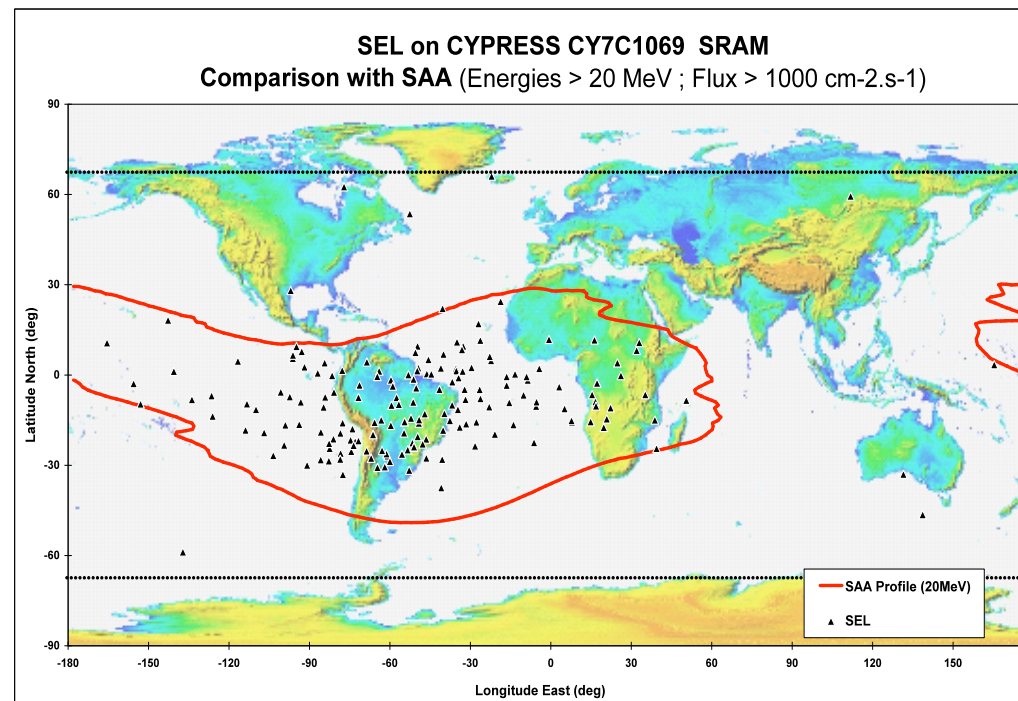 SEL on CYPRESS CY7C1069 SRAM
Comparison with SAA (Energies > 20 MeV ; Flux > 1000 cm-2.s-1)
90
60
30
0
-30
-60
-90
Latitude North (deg)
SAA Profile (20MeV)
SEL
-180 -150 -120 -90 -60 -30 0 30 60 90 120 150
Longitude East (deg)